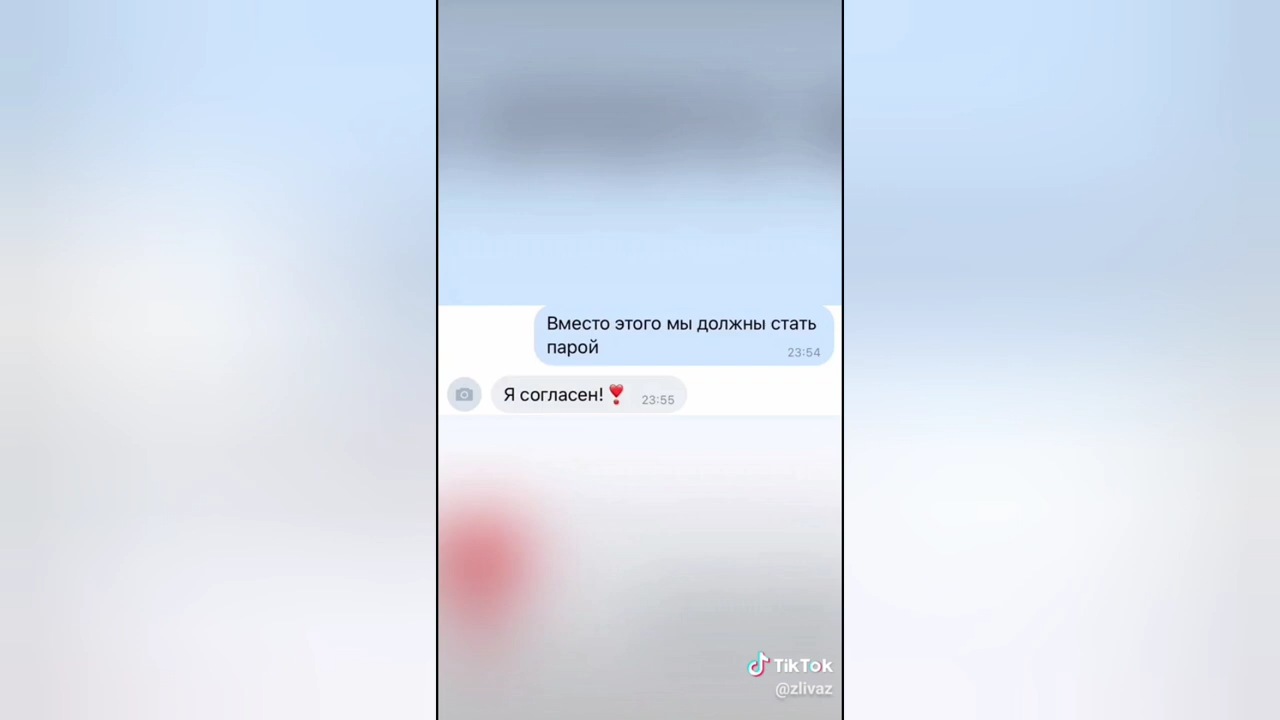 Вместо этого мы должны стать
парой
23:54
Я согласен!❣️
23:55
TikTok
@zlivaz